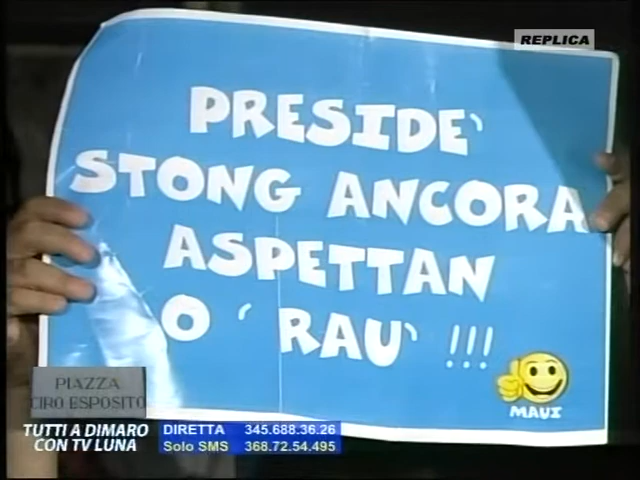 REPLICA
PRESIDE'
STONG ANCORA
ASPETTAN
O ' RAU' !!!
MAUI
PIAZZA
CIRO ESPOSITO
TUTTI A DIMARO
CON TV LUNA
DIRETTA 345.688.36.26
Solo SMS 368.72.54.495